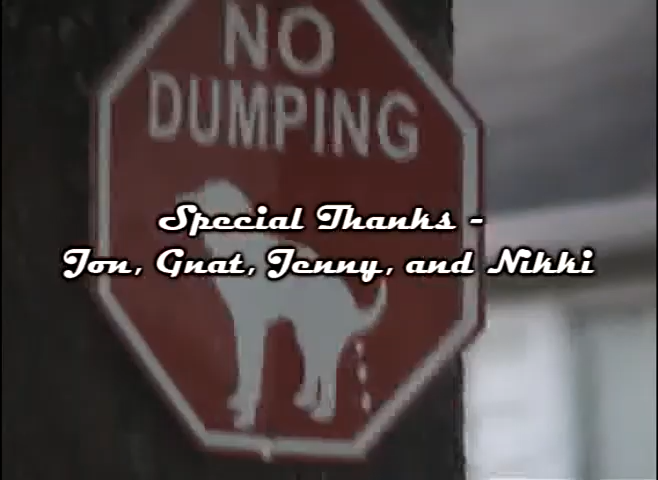 NO
DUMPING
Special Thanks -
Jon, Gnat, Jenny, and Nikki